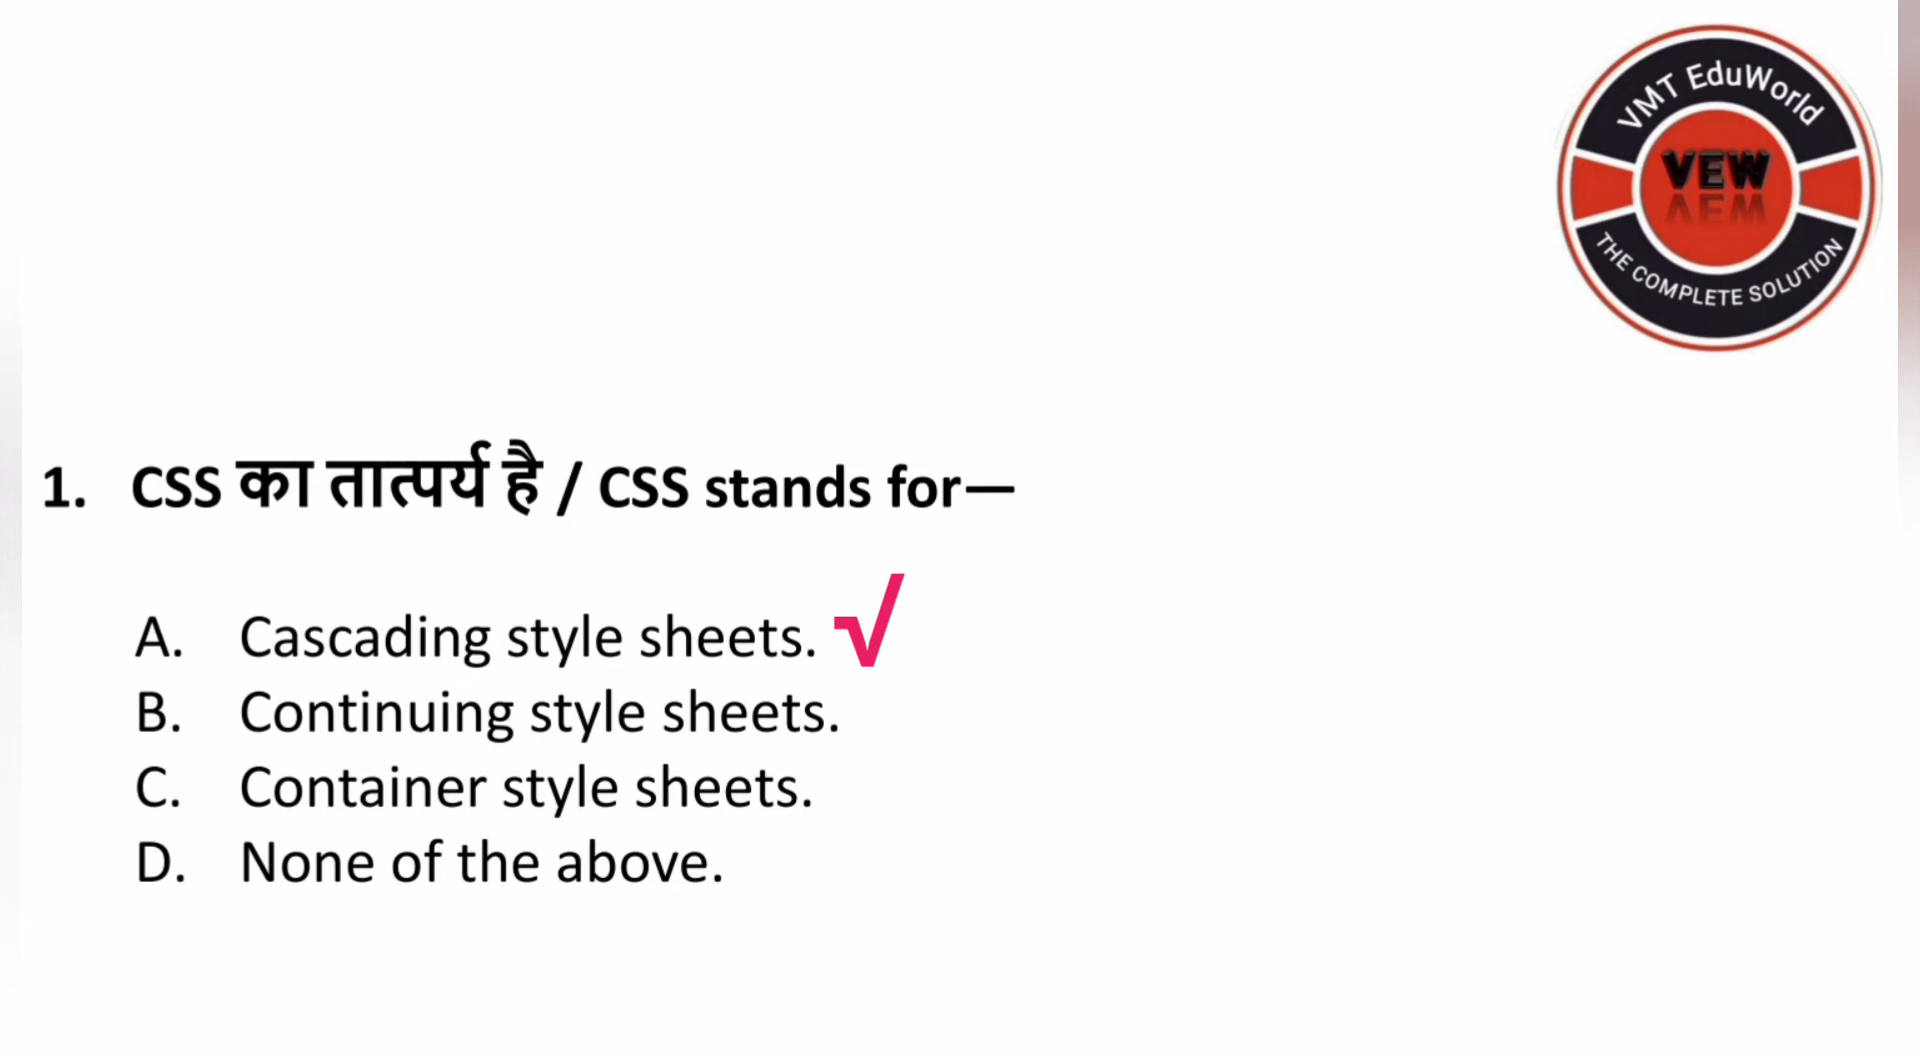 VMT EduWorld
VEW
THE COMPLETE SOLUTION
1. CSS का तात्पर्य है / CSS stands for—
A. Cascading style sheets. √
B. Continuing style sheets.
C. Container style sheets.
D. None of the above.